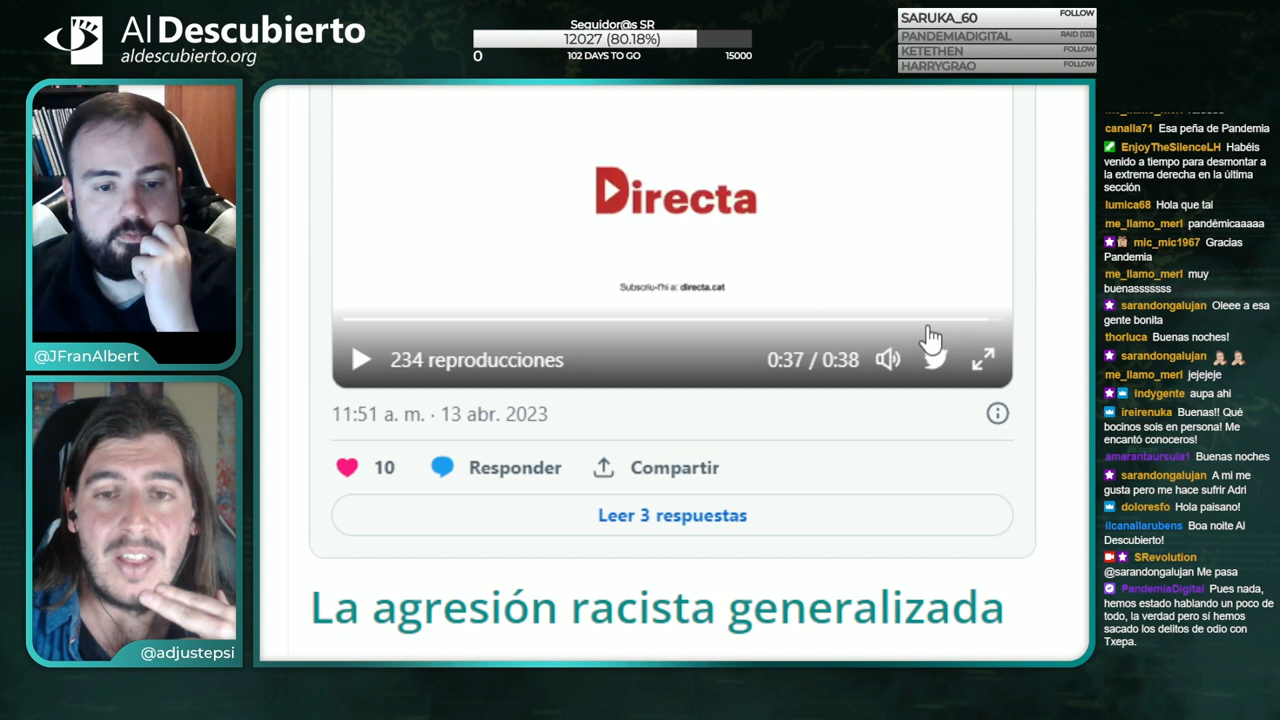 Al Descubierto
aldescubierto.org
Seguidor@s SR
12027 (80.18%)
0
102 DAYS TO GO
15000
SARUKA_60 FOLLOW
PANDEMIADIGITAL RAID (123)
KETETHEN FOLLOW
HARRYGRAO FOLLOW
@JFranAlbert
@adjustepsi
Directa
Subscriu-t'hi a: directa.cat
234 reproducciones
0:37 / 0:38
11:51 a. m. · 13 abr. 2023
10
Responder
Compartir
Leer 3 respuestas
La agresión racista generalizada
canalla71 Esa peña de Pandemia
EnjoyTheSilenceLH Habéis
venido a tiempo para desmontar a
la extrema derecha en la última
sección
lumica68 Hola que tal
me_llamo_merl pandémicaaaaa
mic_mic1967 Gracias
Pandemia
me_llamo_merl muy
buenasssssss
sarandongalujan Oleee a esa
gente bonita
thorluca Buenas noches!
sarandongalujan
me_llamo_merl jejejeje
indygente aupa ahi
ireirenuka Buenas!! Qué
bocinos sois en persona! Me
encantó conoceros!
amarantaursula1 Buenas noches
sarandongalujan A mi me
gusta pero me hace sufrir Adri
doloresfo Hola paisano!
ilcanallarubens Boa noite Al
Descubierto!
SRevolution
@sarandongalujan Me pasa
PandemiaDigital Pues nada,
hemos estado hablando un poco de
todo, la verdad pero sí hemos
sacado los delitos de odio con
Txepa.